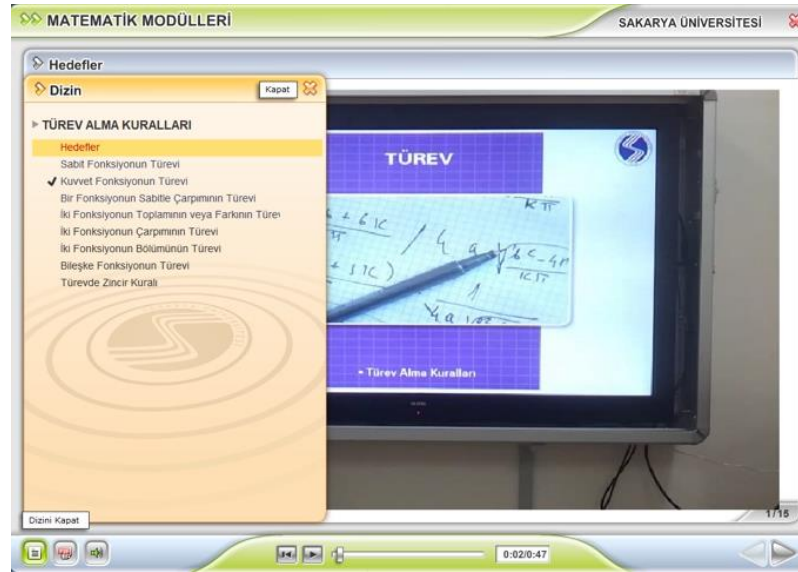 MATEMATİK MODÜLLERİ
SAKARYA ÜNİVERSİTESİ
Hedefler
Dizin
Kapat
TÜREV ALMA KURALLARI
Hedefler
Sabit Fonksiyonun Türevi
Kuvvet Fonksiyonun Türevi
Bir Fonksiyonun Sabitle Çarpımının Türevi
İki Fonksiyonun Toplamının veya Farkının Türev
İki Fonksiyonun Çarpımının Türevi
İki Fonksiyonun Bölümünün Türevi
Bileşke Fonksiyonun Türevi
Türevde Zincir Kuralı
TÜREV
• Türev Alma Kuralları
Dizini Kapat
1/15
0:02/0:47